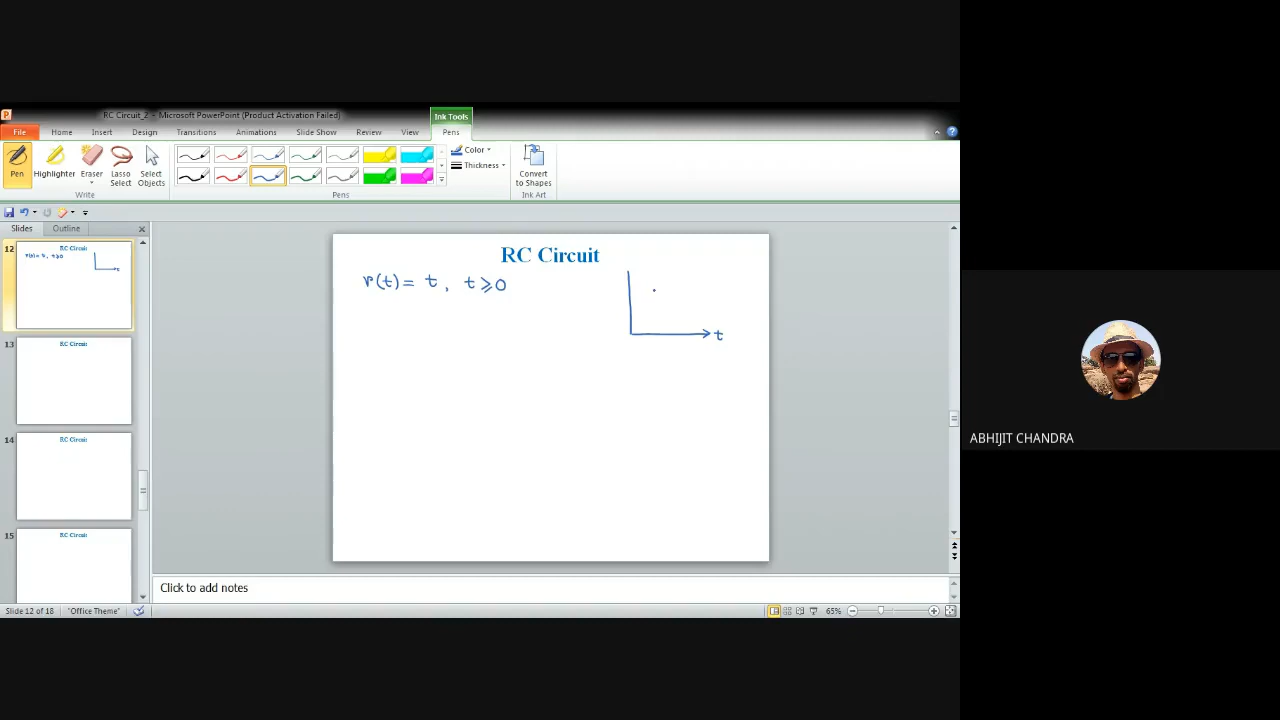 RC Circuit_2 - Microsoft PowerPoint (Product Activation Failed)
Ink Tools
File Home Insert Design Transitions Animations Slide Show Review View Pens
Pen Highlighter Eraser Lasso Select Select Objects Color Thickness Convert to Shapes
Write Pens Ink Art
Slides Outline
12 RC Circuit
r(t) = t, t ≥ 0 t
13 RC Circuit
14 RC Circuit
15 RC Circuit
RC Circuit
r(t) = t, t ≥ 0
t
Click to add notes
Slide 12 of 18 "Office Theme" 65%
ABHIJIT CHANDRA